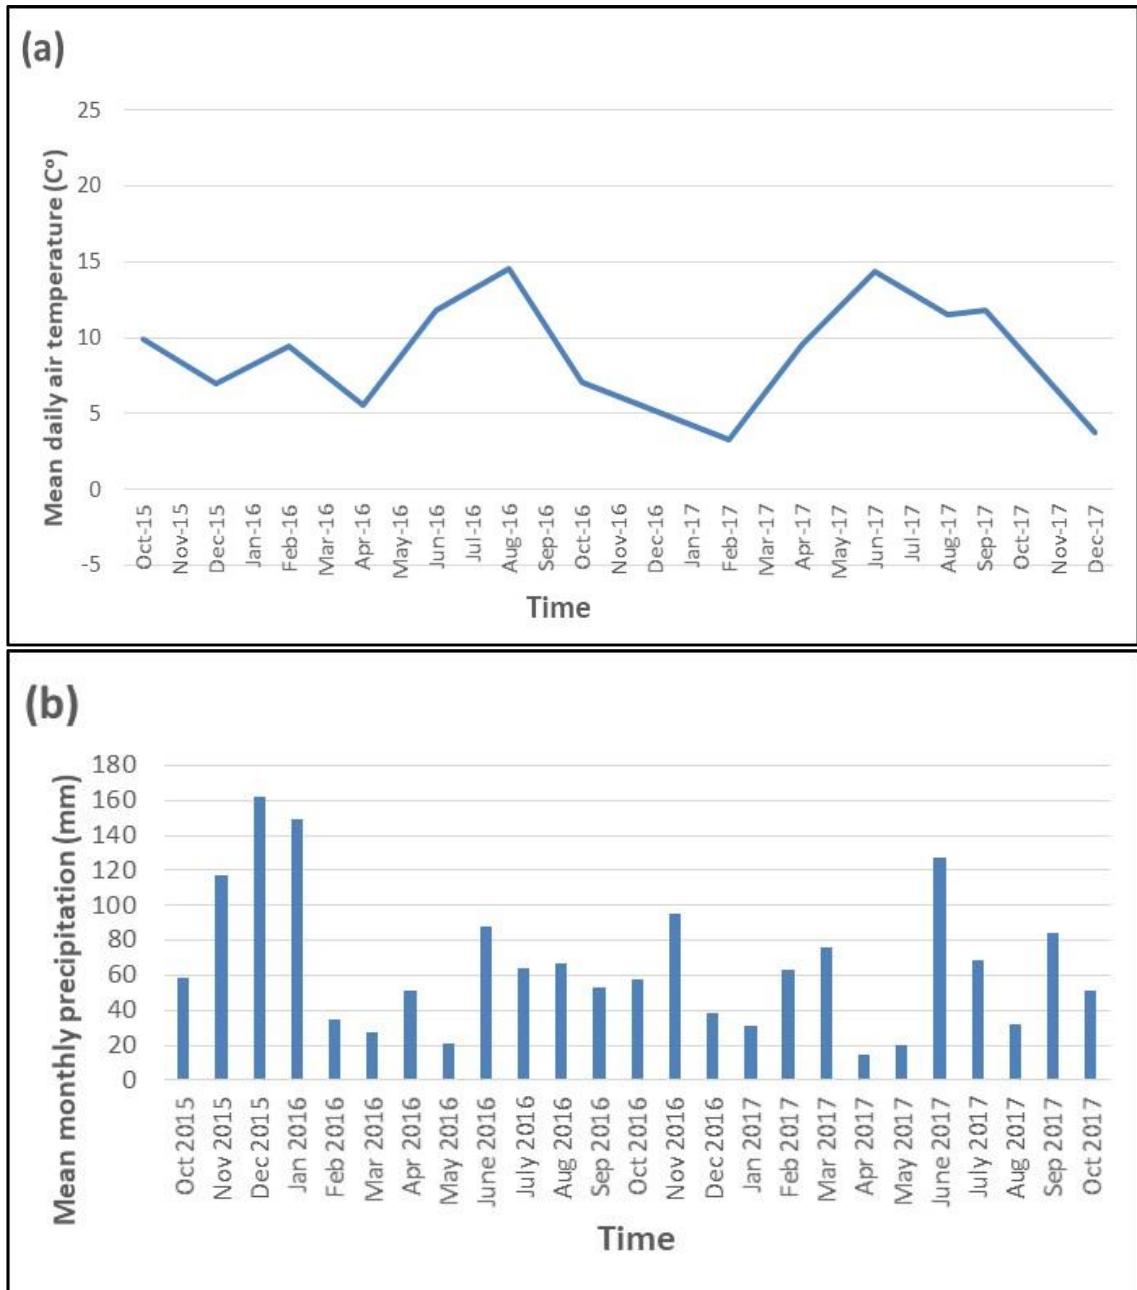 (a)
Mean daily air temperature (Cº)
25
20
15
10
5
0
-5
Oct-15
Nov-15
Dec-15
Jan-16
Feb-16
Mar-16
Apr-16
May-16
Jun-16
Jul-16
Aug-16
Sep-16
Oct-16
Nov-16
Dec-16
Jan-17
Feb-17
Mar-17
Apr-17
May-17
Jun-17
Jul-17
Aug-17
Sep-17
Oct-17
Nov-17
Dec-17
Time
(b)
Mean monthly precipitation (mm)
180
160
140
120
100
80
60
40
20
0
Oct 2015
Nov 2015
Dec 2015
Jan 2016
Feb 2016
Mar 2016
Apr 2016
May 2016
June 2016
July 2016
Aug 2016
Sep 2016
Oct 2016
Nov 2016
Dec 2016
Jan 2017
Feb 2017
Mar 2017
Apr 2017
May 2017
June 2017
July 2017
Aug 2017
Sep 2017
Oct 2017
Time